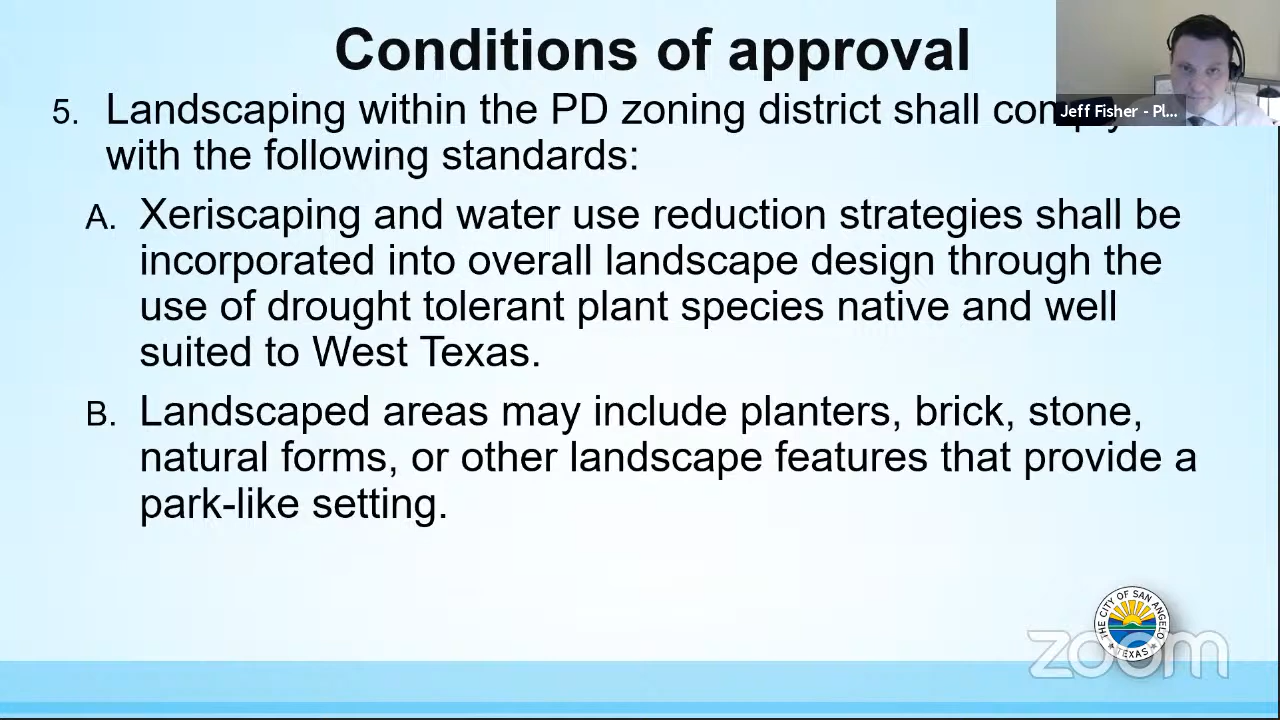 Conditions of approval
Jeff Fisher - Pl...
5. Landscaping within the PD zoning district shall comply
with the following standards:
A. Xeriscaping and water use reduction strategies shall be
incorporated into overall landscape design through the
use of drought tolerant plant species native and well
suited to West Texas.
B. Landscaped areas may include planters, brick, stone,
natural forms, or other landscape features that provide a
park-like setting.
THE CITY OF SAN ANGELO
TEXAS
zoom